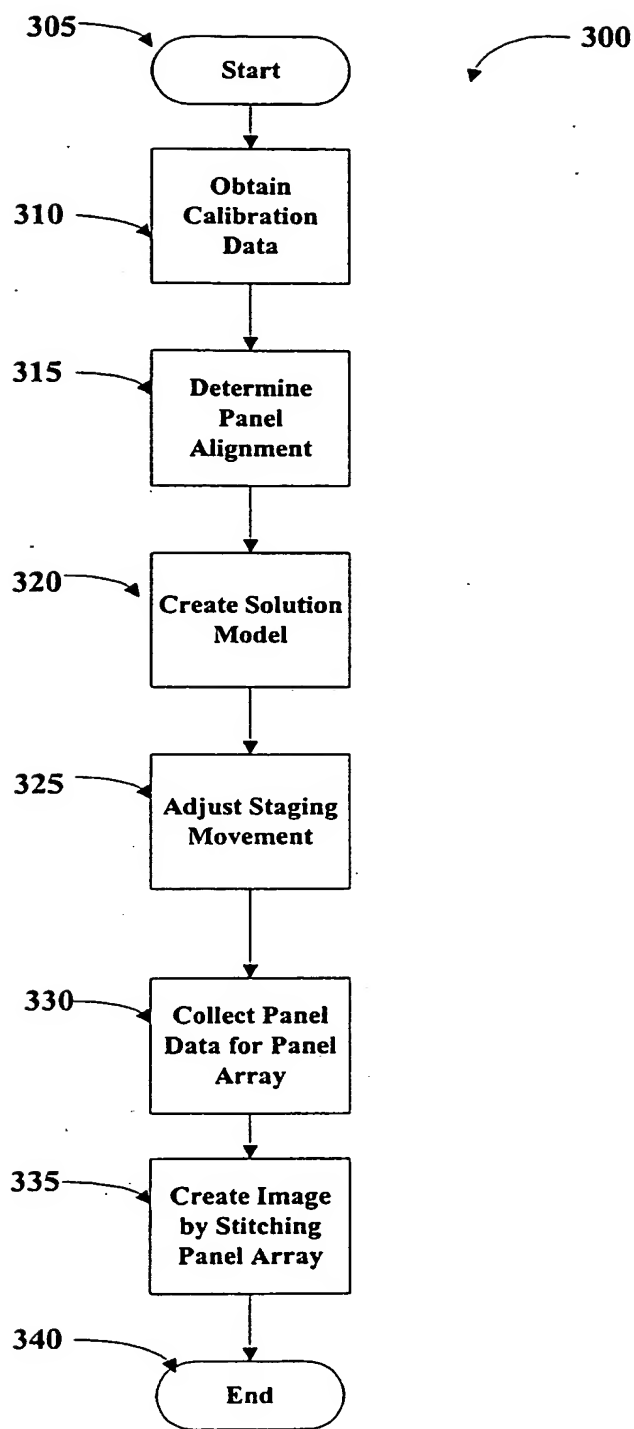 305
Start
300
310
Obtain
Calibration
Data
315
Determine
Panel
Alignment
320
Create Solution
Model
325
Adjust Staging
Movement
330
Collect Panel
Data for Panel
Array
335
Create Image
by Stitching
Panel Array
340
End